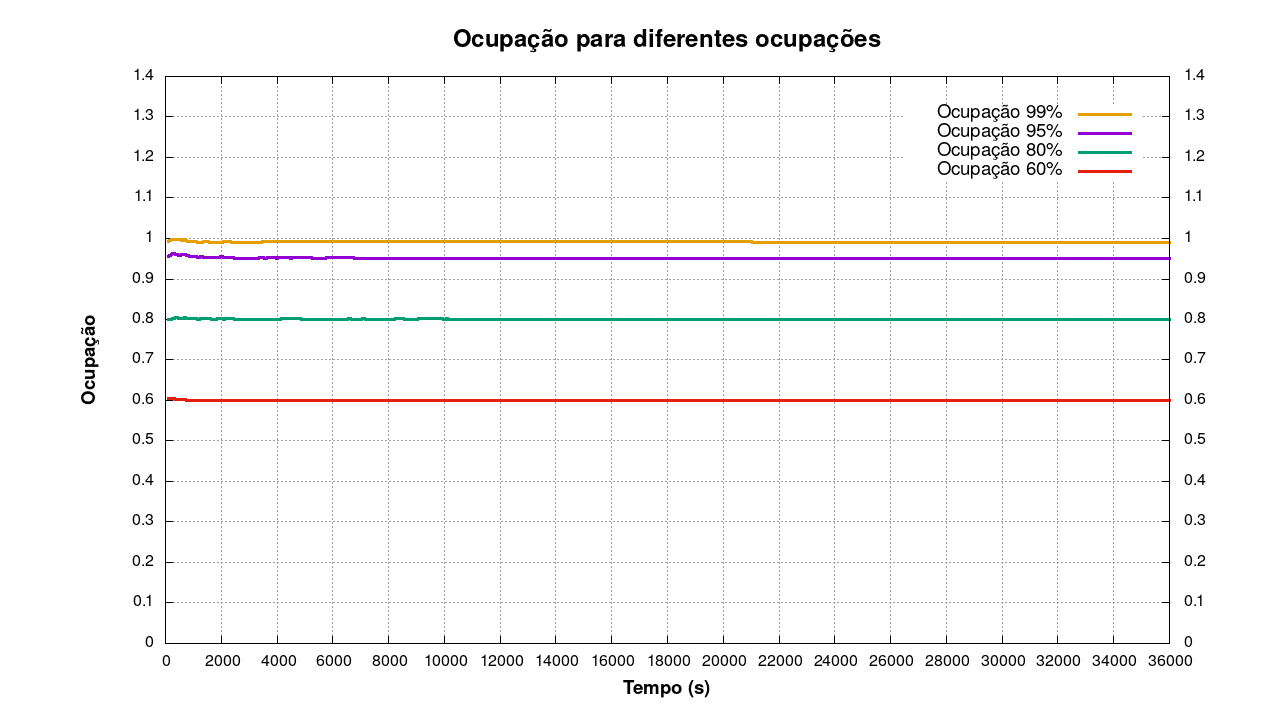 Ocupação para diferentes ocupações
1.4 1.4
1.3 Ocupação 99% 1.3
Ocupação 95%
1.2 Ocupação 80% 1.2
Ocupação 60%
1.1 1.1
1 1
0.9 0.9
0.8 0.8
0.7 0.7
0.6 0.6
0.5 0.5
0.4 0.4
0.3 0.3
0.2 0.2
0.1 0.1
0 0
Ocupação
0 2000 4000 6000 8000 10000 12000 14000 16000 18000 20000 22000 24000 26000 28000 30000 32000 34000 36000
Tempo (s)